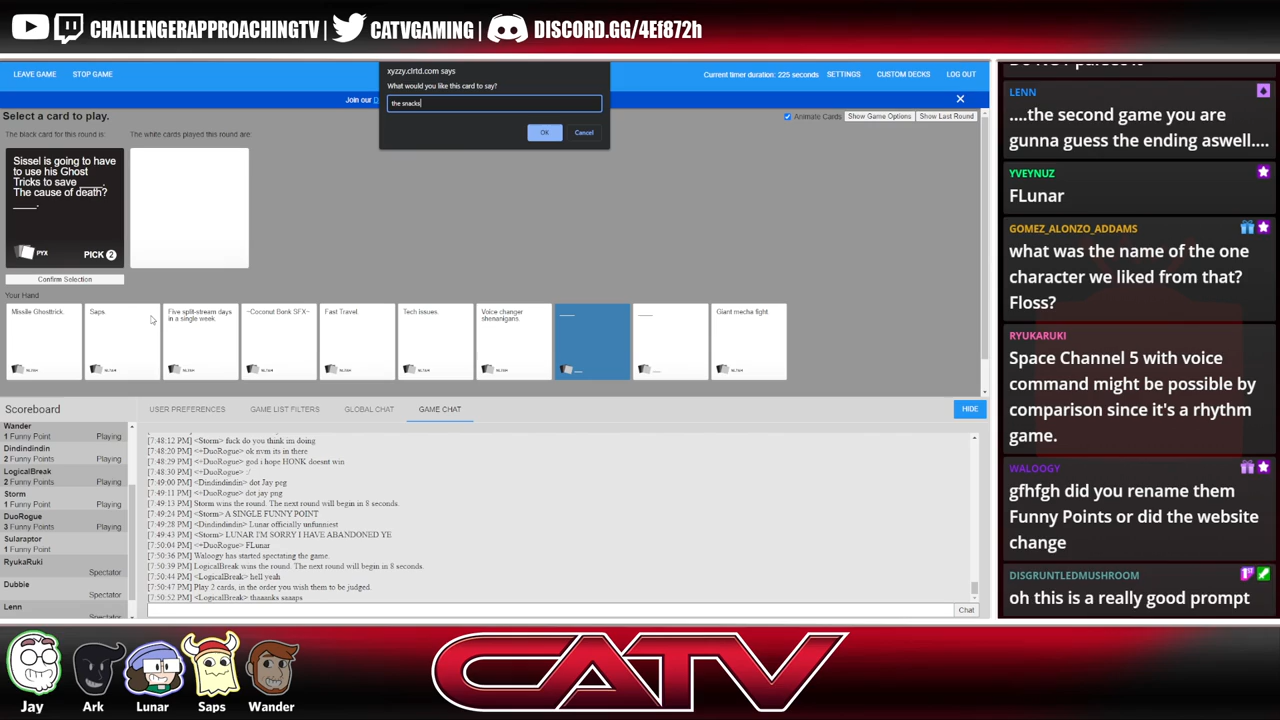 CHALLENGERAPPROACHINGTV | CATVGAMING | DISCORD.GG/4Ef872h
LEAVE GAME STOP GAME
Current timer duration: 225 seconds SETTINGS CUSTOM DECKS LOG OUT
xyzzy.clrtd.com says
What would you like this card to say?
the snacks
OK Cancel
Join our
Select a card to play.
Animate Cards Show Game Options Show Last Round
The black card for this round is: The white cards played this round are:
Sissel is going to have
to use his Ghost
Tricks to save ____.
The cause of death?
____.
PYX PICK 2
Confirm Selection
Your Hand
Missile Ghosttrick.
Saps.
Five split-stream days
in a single week.
~Coconut Bonk SFX~
Fast Travel.
Tech issues.
Voice changer
shenanigans.
____
____
Giant mecha fight.
Scoreboard
USER PREFERENCES GAME LIST FILTERS GLOBAL CHAT GAME CHAT HIDE
Wander
1 Funny Point Playing
Dindindindin
2 Funny Points Playing
LogicalBreak
2 Funny Points Playing
Storm
1 Funny Point Playing
DuoRogue
3 Funny Points Playing
Sularaptor
1 Funny Point
RyukaRuki
Spectator
Dubbie
Spectator
Lenn
Spectator
[7:48:12 PM] <Storm> fuck do you think im doing
[7:48:20 PM] <+DuoRogue> ok nvm its in there
[7:48:29 PM] <+DuoRogue> god i hope HONK doesnt win
[7:48:30 PM] <+DuoRogue> :/
[7:49:00 PM] <Dindindindin> dot Jay peg
[7:49:11 PM] <+DuoRogue> dot jay png
[7:49:13 PM] Storm wins the round. The next round will begin in 8 seconds.
[7:49:24 PM] <Storm> A SINGLE FUNNY POINT
[7:49:28 PM] <Dindindindin> Lunar officially unfunniest
[7:49:43 PM] <Storm> LUNAR I'M SORRY I HAVE ABANDONED YE
[7:50:04 PM] <+DuoRogue> FLunar
[7:50:36 PM] Waloogy has started spectating the game.
[7:50:39 PM] LogicalBreak wins the round. The next round will begin in 8 seconds.
[7:50:44 PM] <LogicalBreak> hell yeah
[7:50:47 PM] Play 2 cards, in the order you wish them to be judged.
[7:50:52 PM] <LogicalBreak> thaaanks saaaps
Chat
LENN
....the second game you are
gunna guess the ending aswell....
YVEYNUZ
FLunar
GOMEZ_ALONZO_ADDAMS
what was the name of the one
character we liked from that?
Floss?
RYUKARUKI
Space Channel 5 with voice
command might be possible by
comparison since it's a rhythm
game.
WALOOGY
gfhfgh did you rename them
Funny Points or did the website
change
DISGRUNTLEDMUSHROOM
oh this is a really good prompt
Jay Ark Lunar Saps Wander
CATV